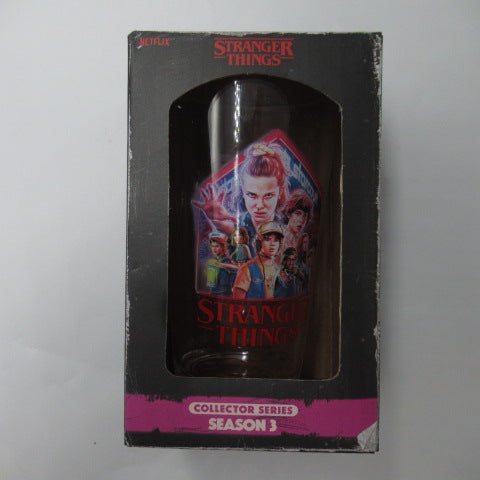 NETFLIX
STRANGER
THINGS
STRANGER
THINGS
COLLECTOR SERIES
SEASON 3